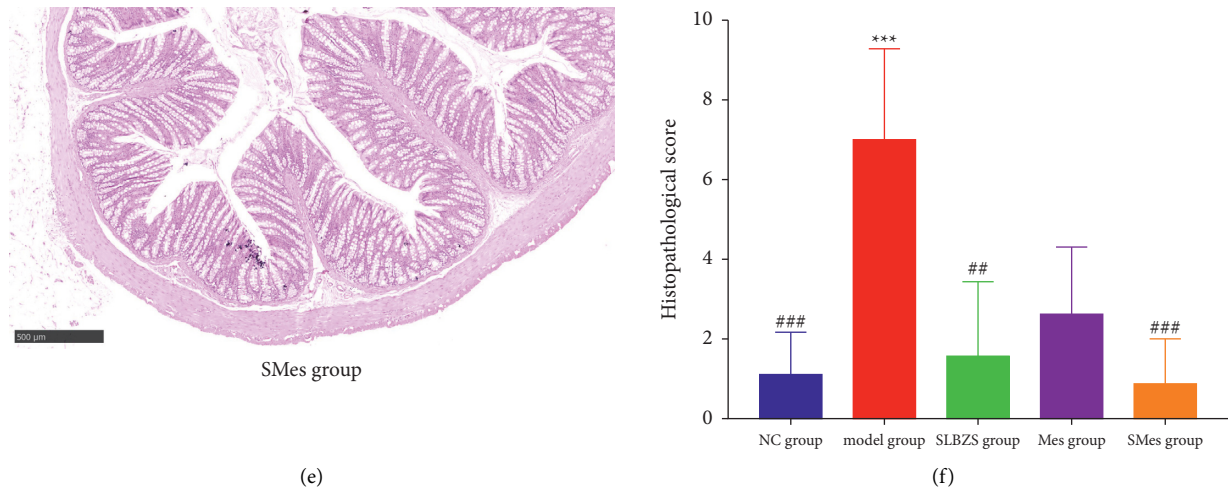 500 μm
SMes group
(e)
Histopathological score
10
8
6
4
2
0
###
***
##
###
NC group
model group
SLBZS group
Mes group
SMes group
(f)